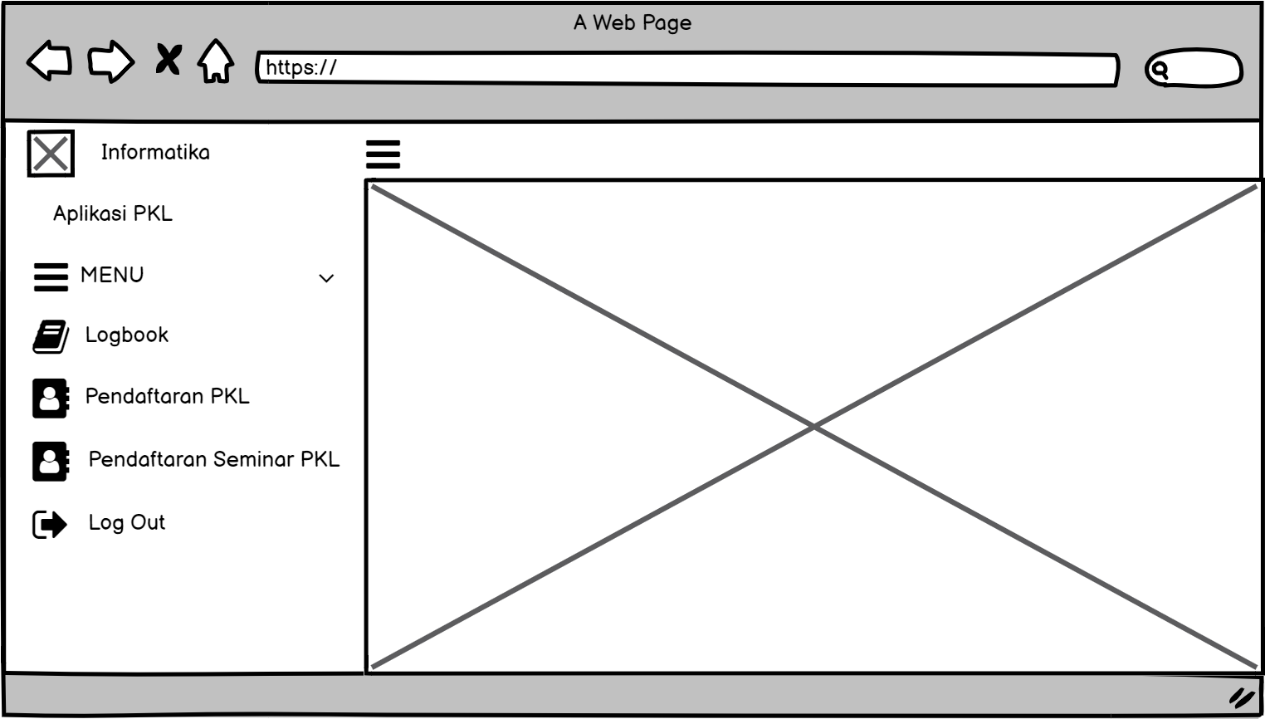 A Web Page
https://
Informatika
Aplikasi PKL
MENU
Logbook
Pendaftaran PKL
Pendaftaran Seminar PKL
Log Out